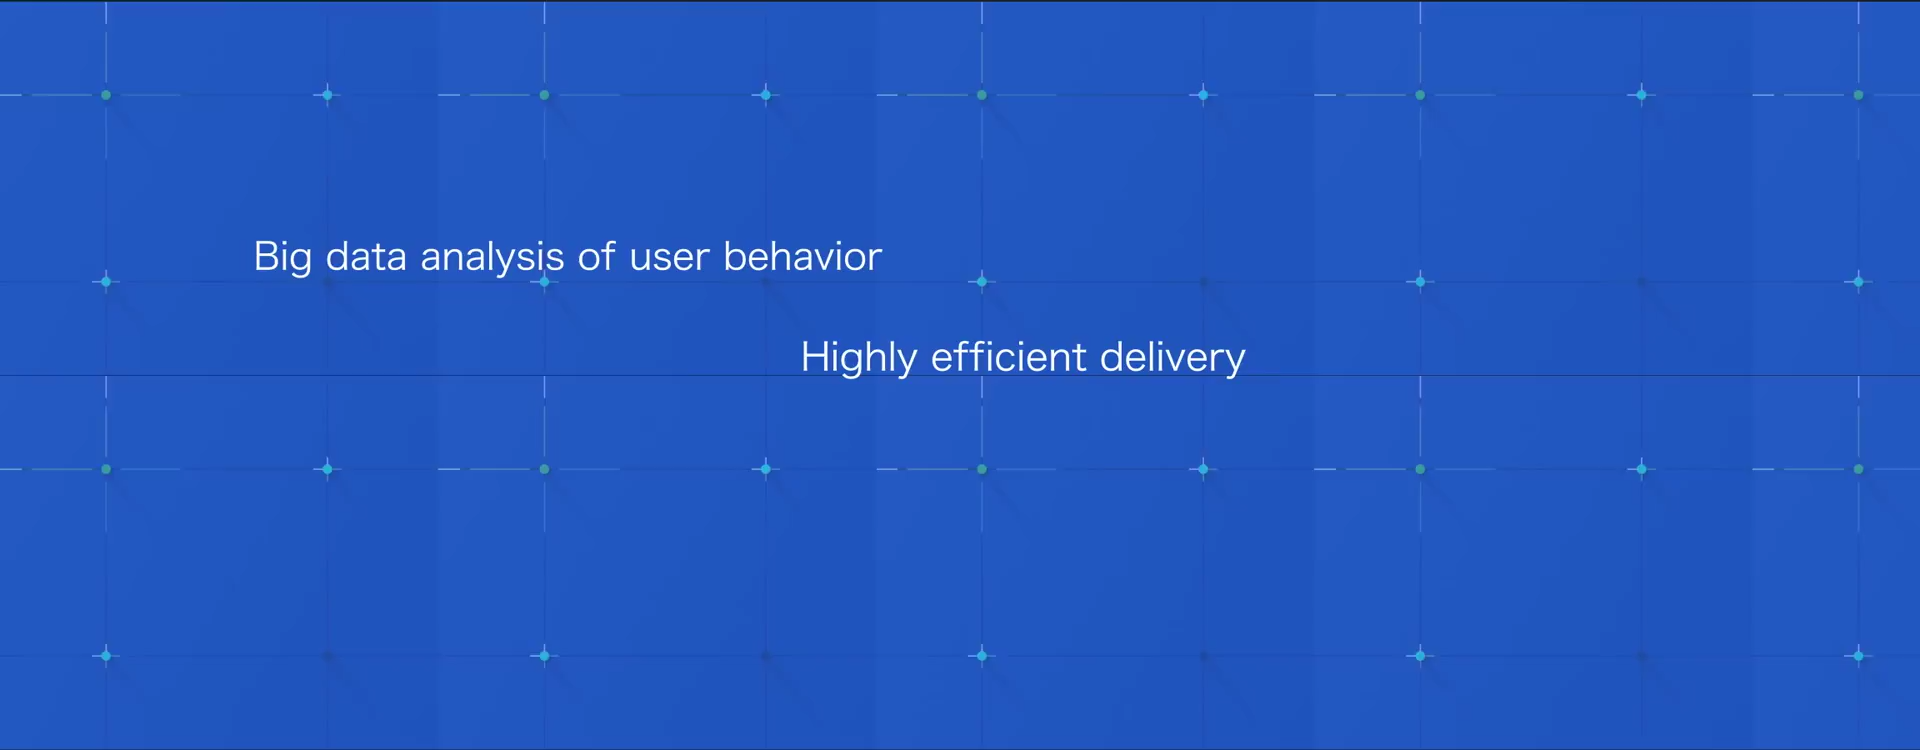 Big data analysis of user behavior
Highly efficient delivery